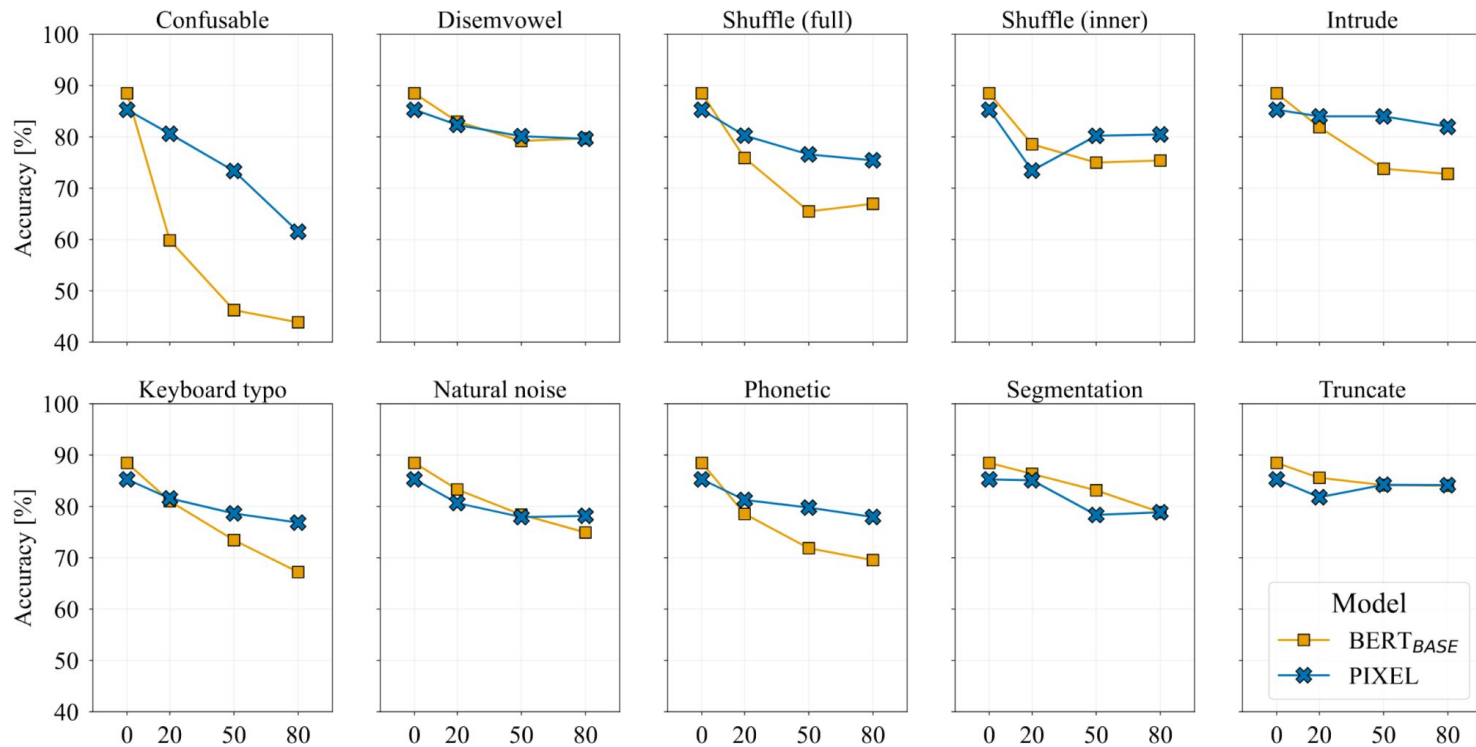 Confusable Disemvowel Shuffle (full) Shuffle (inner) Intrude
100
90
80
70
60
50
40
Accuracy [%]
Keyboard typo Natural noise Phonetic Segmentation Truncate
100
90
80
70
60
50
40
Accuracy [%]
0 20 50 80 0 20 50 80 0 20 50 80 0 20 50 80 0 20 50 80
Model
BERT_BASE
PIXEL